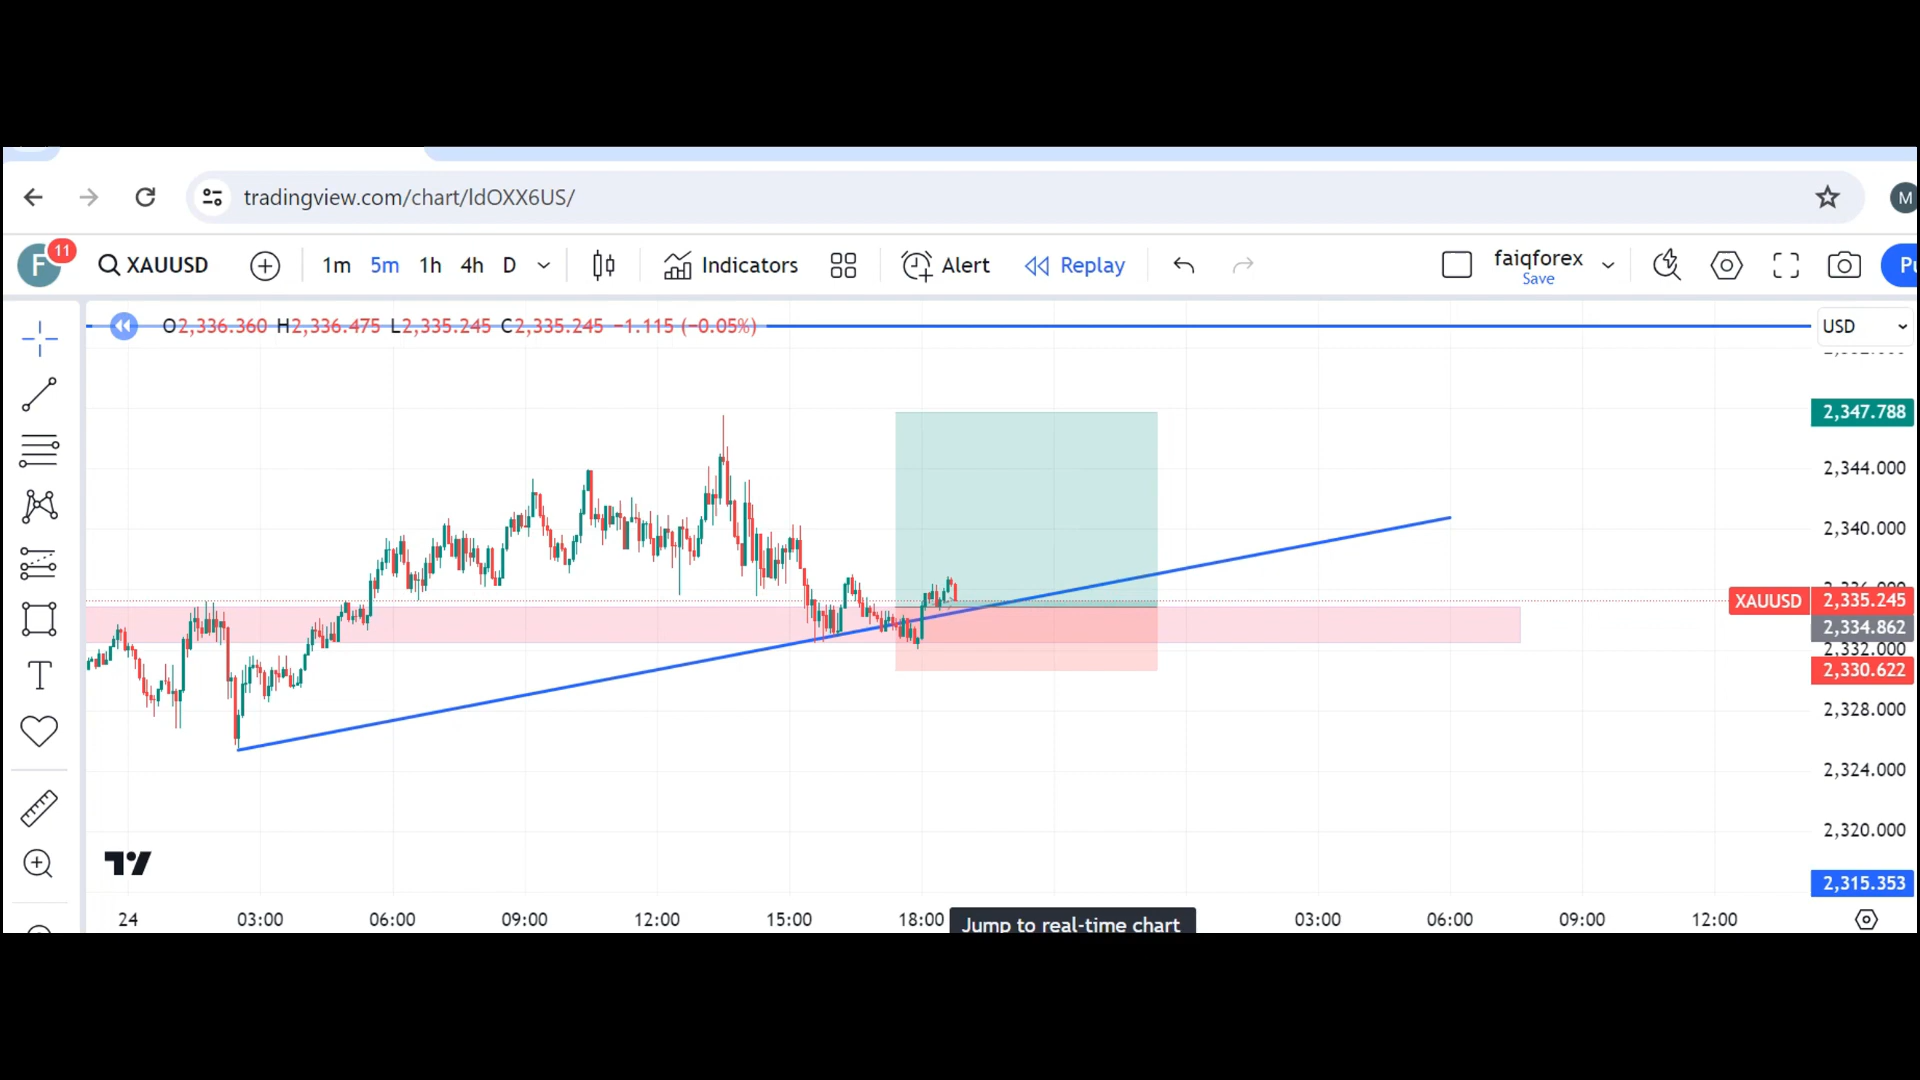 tradingview.com/chart/ldOXX6US/
M
F 11 XAUUSD 1m 5m 1h 4h D Indicators Alert Replay faiqforex Save
O2,336.360 H2,336.475 L2,335.245 C2,335.245 −1.115 (−0.05%)
USD
2,347.788
2,344.000
2,340.000
XAUUSD 2,335.245
2,334.862
2,332.000
2,330.622
2,328.000
2,324.000
2,320.000
2,315.353
24 03:00 06:00 09:00 12:00 15:00 18:00 03:00 06:00 09:00 12:00
Jump to real-time chart